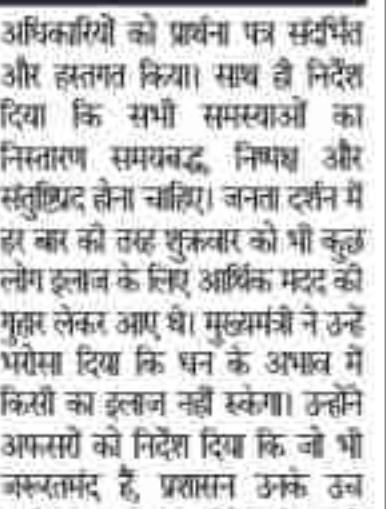 अधिकारियों को प्रार्थना पत्र संदर्भित
और हस्तगत किया। साथ ही निर्देश
दिया कि सभी समस्याओं का
निस्तारण समयबद्ध, निष्पक्ष और
संतुष्टिप्रद होना चाहिए। जनता दर्शन में
हर बार की तरह शुक्रवार को भी कुछ
लोग इलाज के लिए आर्थिक मदद की
गुहार लेकर आए थे। मुख्यमंत्री ने उन्हें
भरोसा दिया कि धन के अभाव में
किसी का इलाज नहीं रुकेगा। उन्होंने
अफसरों को निर्देश दिया कि जो भी
जरूरतमंद हैं, प्रशासन उनके उच्च